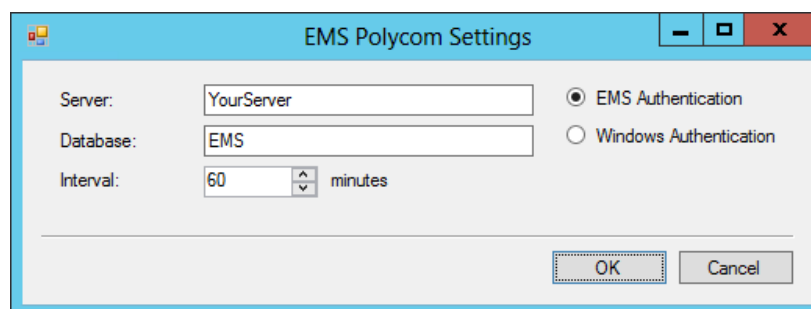 EMS Polycom Settings
Server: YourServer EMS Authentication
Database: EMS Windows Authentication
Interval: 60 minutes
OK Cancel